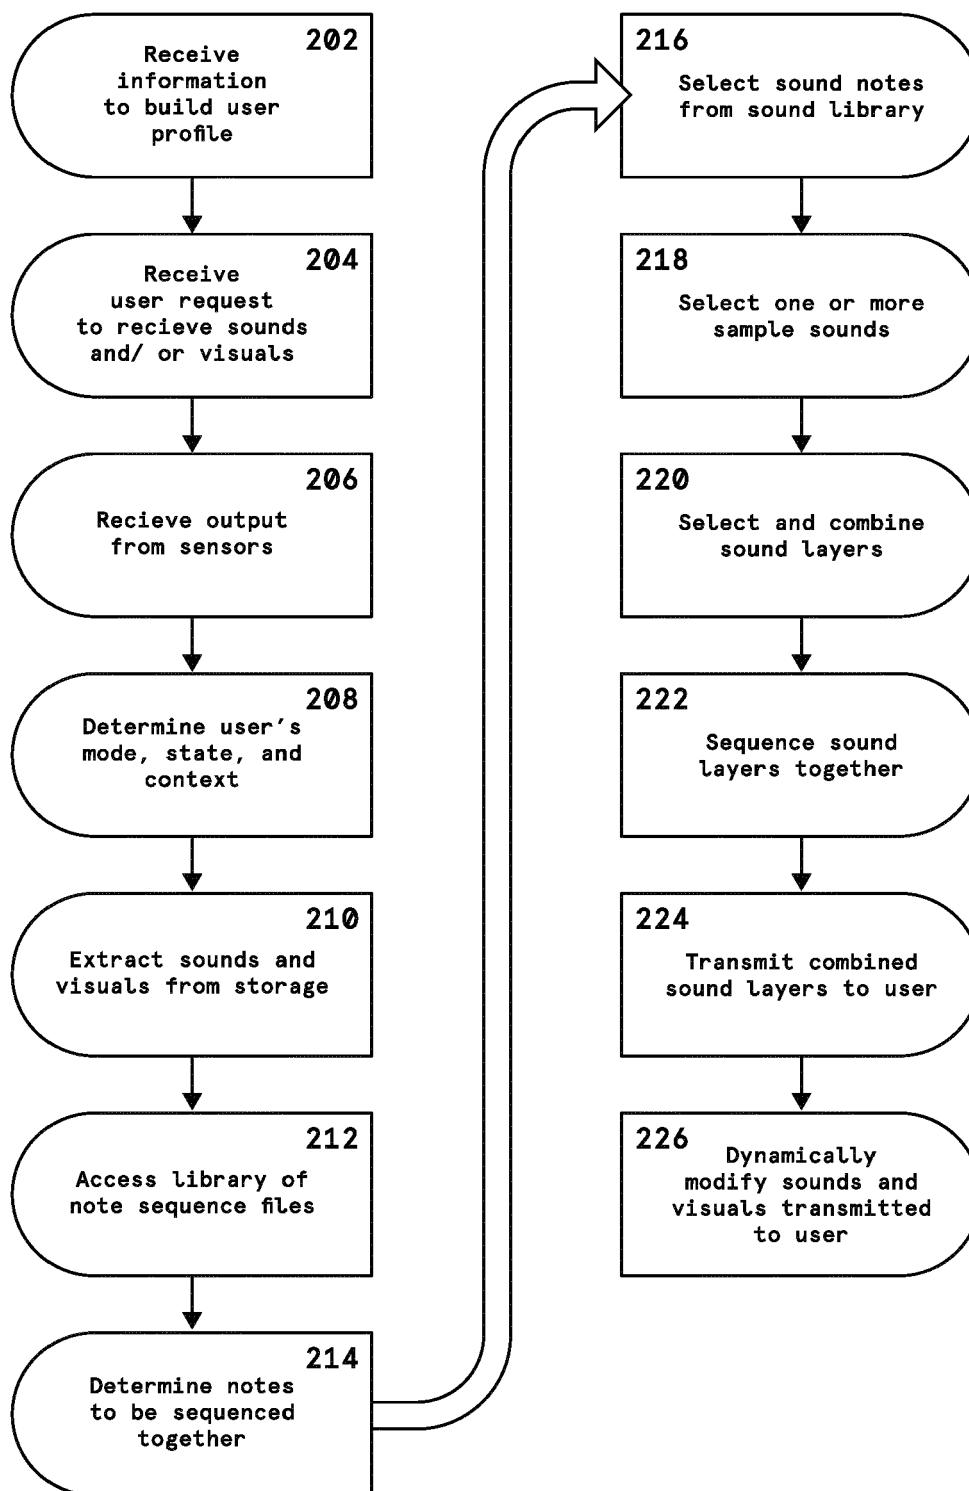 202
Receive
information
to build user
profile
204
Receive
user request
to recieve sounds
and/ or visuals
206
Recieve output
from sensors
208
Determine user's
mode, state, and
context
210
Extract sounds and
visuals from storage
212
Access library of
note sequence files
214
Determine notes
to be sequenced
together
216
Select sound notes
from sound library
218
Select one or more
sample sounds
220
Select and combine
sound layers
222
Sequence sound
layers together
224
Transmit combined
sound layers to user
226
Dynamically
modify sounds and
visuals transmitted
to user